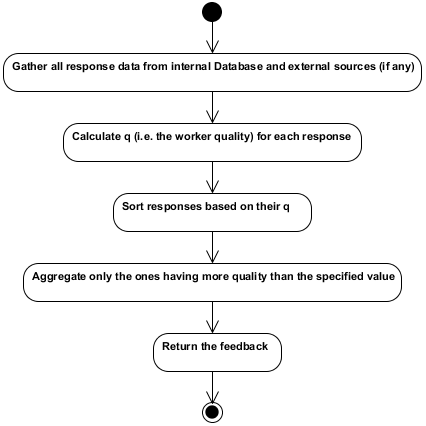 Gather all response data from internal Database and external sources (if any)
Calculate q (i.e. the worker quality) for each response
Sort responses based on their q
Aggregate only the ones having more quality than the specified value
Return the feedback